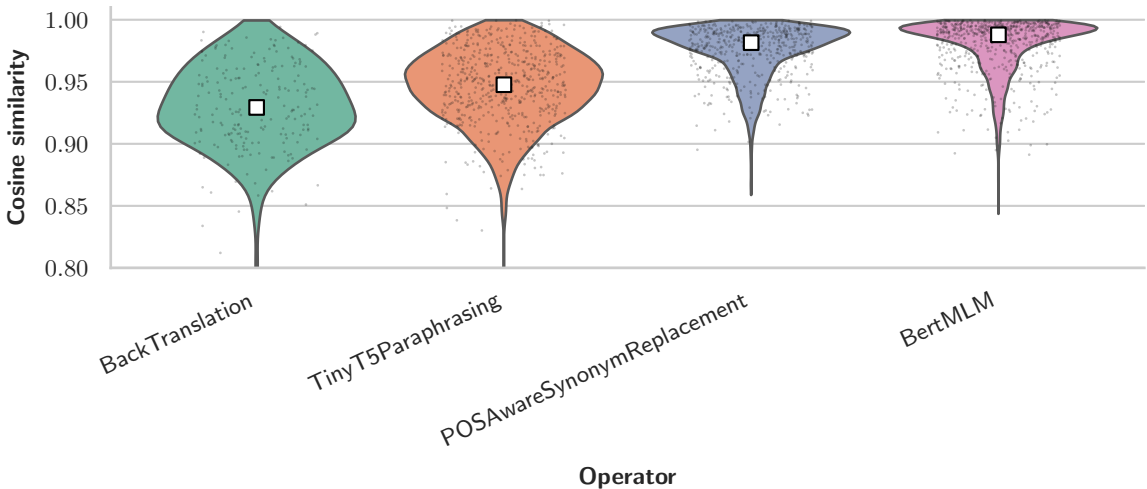 Cosine similarity
1.00
0.95
0.90
0.85
0.80
BackTranslation
TinyT5Paraphrasing
POSAwareSynonymReplacement
BertMLM
Operator